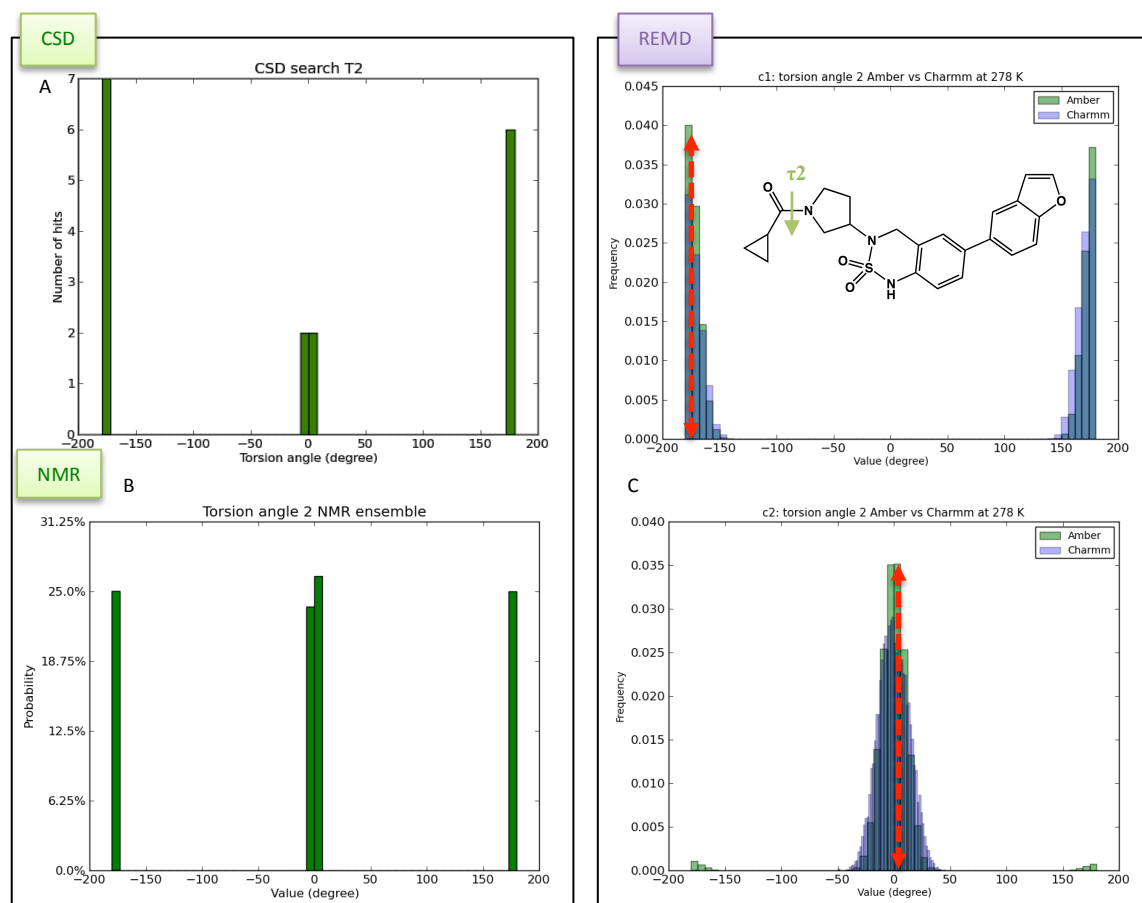 CSD
A
CSD search T2
Number of hits
7
6
5
4
3
2
1
0
−200 −150 −100 −50 0 50 100 150 200
Torsion angle (degree)
NMR
B
Torsion angle 2 NMR ensemble
Probability
31.25%
25.0%
18.75%
12.5%
6.25%
0.0%
−200 −150 −100 −50 0 50 100 150 200
Value (degree)
REMD
c1: torsion angle 2 Amber vs Charmm at 278 K
Amber
Charmm
Frequency
0.045
0.040
0.035
0.030
0.025
0.020
0.015
0.010
0.005
0.000
τ2
O
N
O
N
O
S
O
N
H
−200 −150 −100 −50 0 50 100 150 200
Value (degree)
C
c2: torsion angle 2 Amber vs Charmm at 278 K
Amber
Charmm
Frequency
0.040
0.035
0.030
0.025
0.020
0.015
0.010
0.005
0.000
−200 −150 −100 −50 0 50 100 150 200
Value (degree)